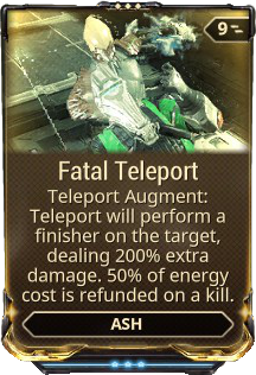 9
Fatal Teleport
Teleport Augment:
Teleport will perform a
finisher on the target,
dealing 200% extra
damage. 50% of energy
cost is refunded on a kill.
ASH